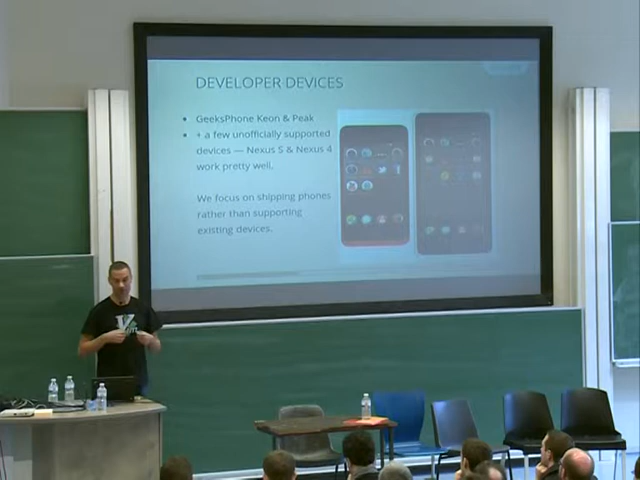 DEVELOPER DEVICES
• GeeksPhone Keon & Peak
• + a few unofficially supported
devices — Nexus S & Nexus 4
work pretty well.
We focus on shipping phones
rather than supporting
existing devices.